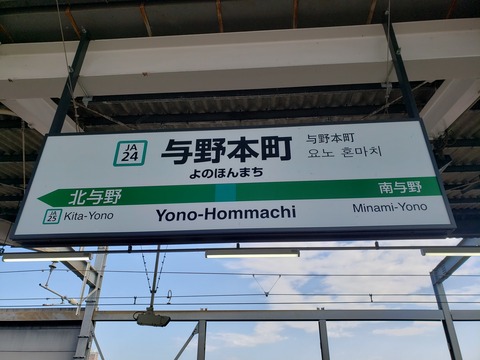 JA
24
与野本町
よのほんまち
与野本町
요노 혼마치
北与野
南与野
JA
25
Kita-Yono
Yono-Hommachi
Minami-Yono